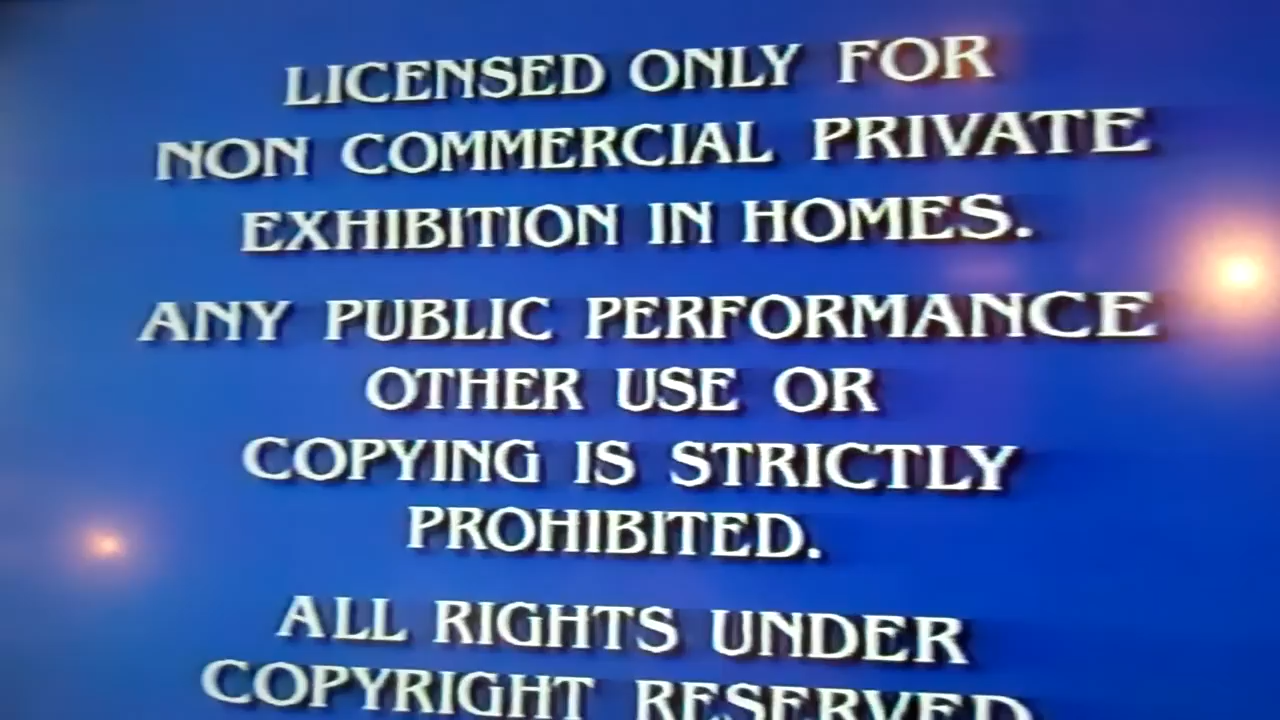 LICENSED ONLY FOR
NON COMMERCIAL PRIVATE
EXHIBITION IN HOMES.
ANY PUBLIC PERFORMANCE
OTHER USE OR
COPYING IS STRICTLY
PROHIBITED.
ALL RIGHTS UNDER
COPYRIGHT RESERVED